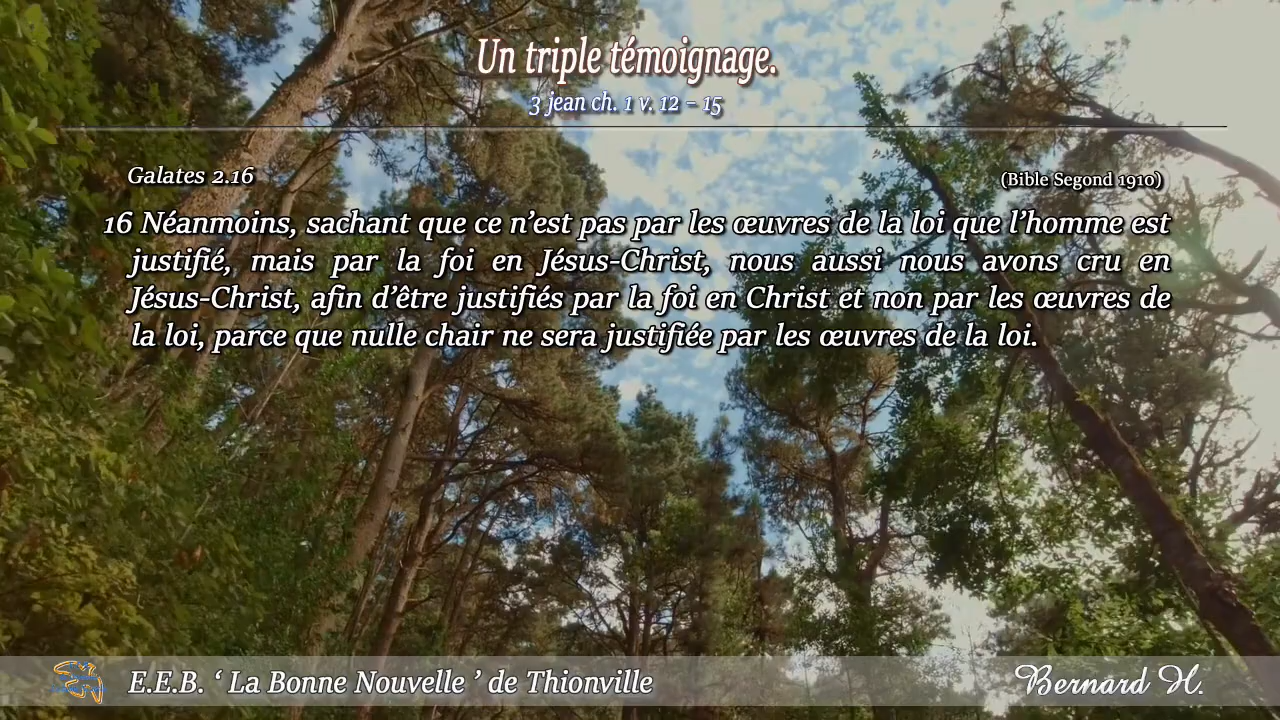 Un triple témoignage.
3 jean ch. 1 v. 12 – 15
Galates 2.16
(Bible Segond 1910)
16 Néanmoins, sachant que ce n’est pas par les œuvres de la loi que l’homme est
justifié, mais par la foi en Jésus-Christ, nous aussi nous avons cru en
Jésus-Christ, afin d’être justifiés par la foi en Christ et non par les œuvres de
la loi, parce que nulle chair ne sera justifiée par les œuvres de la loi.
E.E.B. ‘ La Bonne Nouvelle ’ de Thionville
Bernard H.